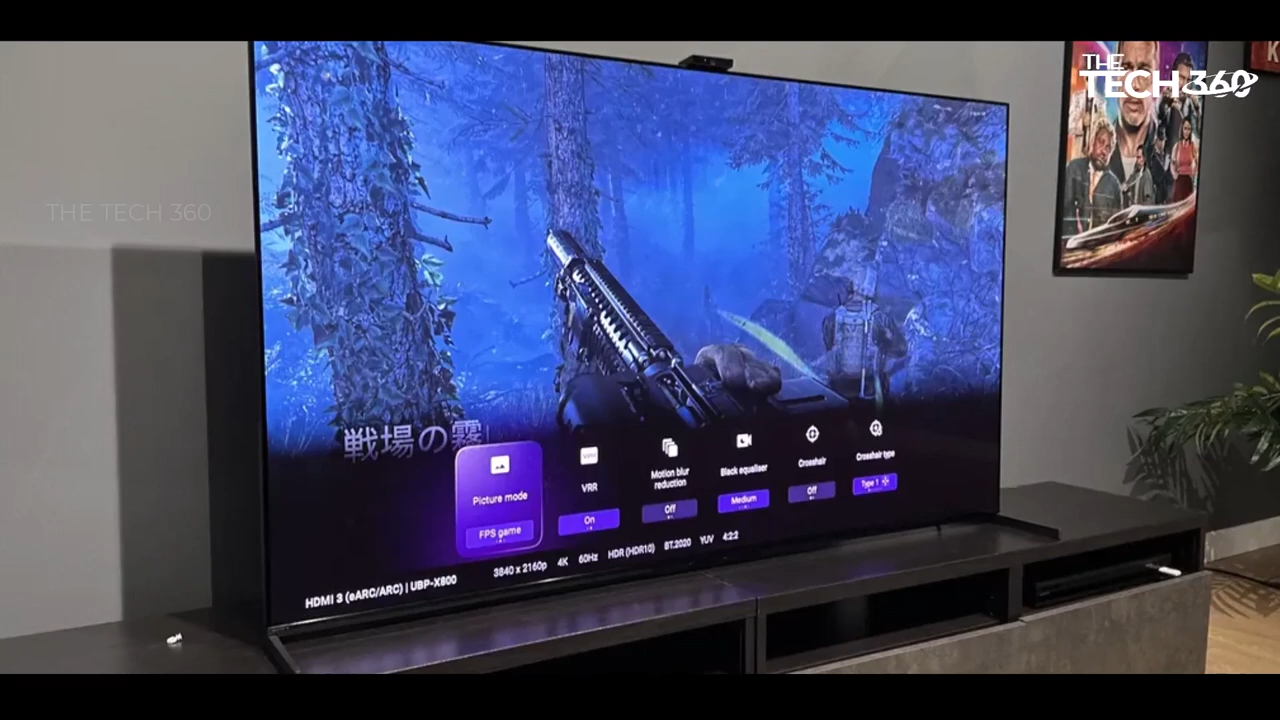 THE
TECH 360
THE TECH 360
戦場の霧
Picture mode
FPS game
VRR
On
Motion blur
reduction
Off
Black equaliser
Medium
Crosshair
Off
Crosshair type
Type 1
HDMI 3 (eARC/ARC) | UBP-X800
3840 x 2160p 4K 60Hz HDR (HDR10) BT.2020 YUV 4:2:2
K